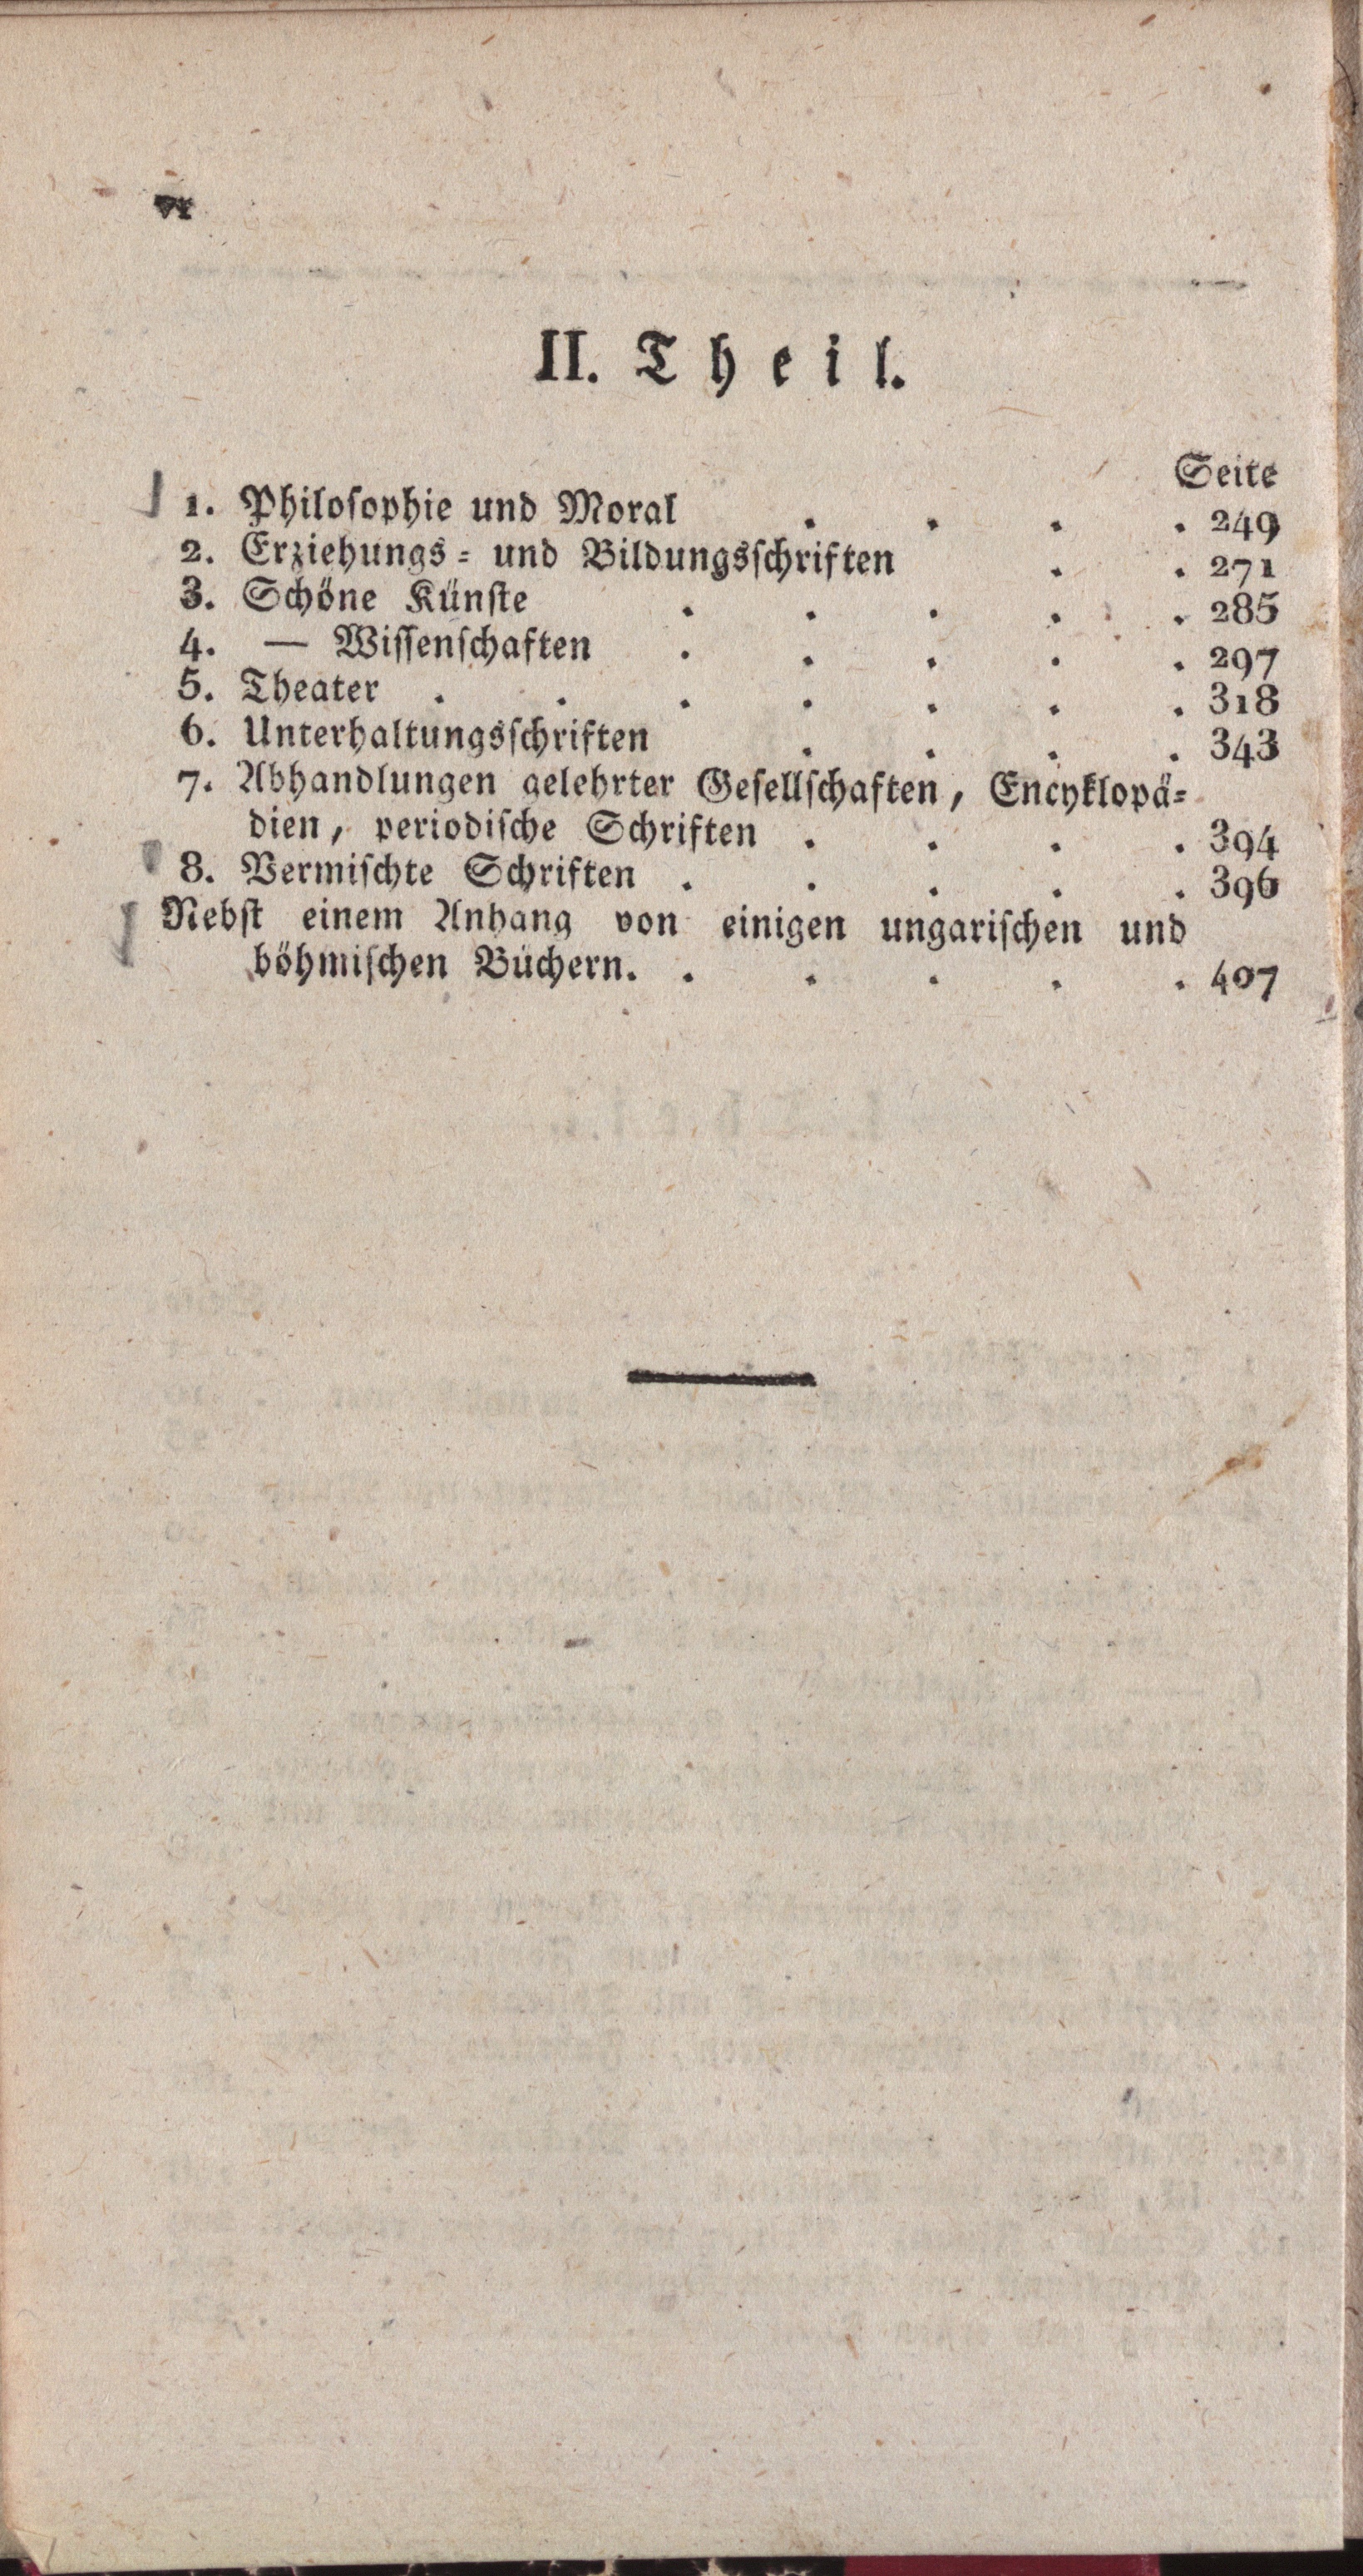 VI
II. Theil.
Seite
1. Philosophie und Moral . . . . 249
2. Erziehungs- und Bildungsschriften . . 271
3. Schöne Künste . . . . . 285
4. — Wissenschaften . . . . . 297
5. Theater . . . . . . . 318
6. Unterhaltungsschriften . . . . 343
7. Abhandlungen gelehrter Gesellschaften, Encyklopä-
dien, periodische Schriften . . . . 394
8. Vermischte Schriften . . . . . 396
Nebst einem Anhang von einigen ungarischen und
böhmischen Büchern. . . . . . 407